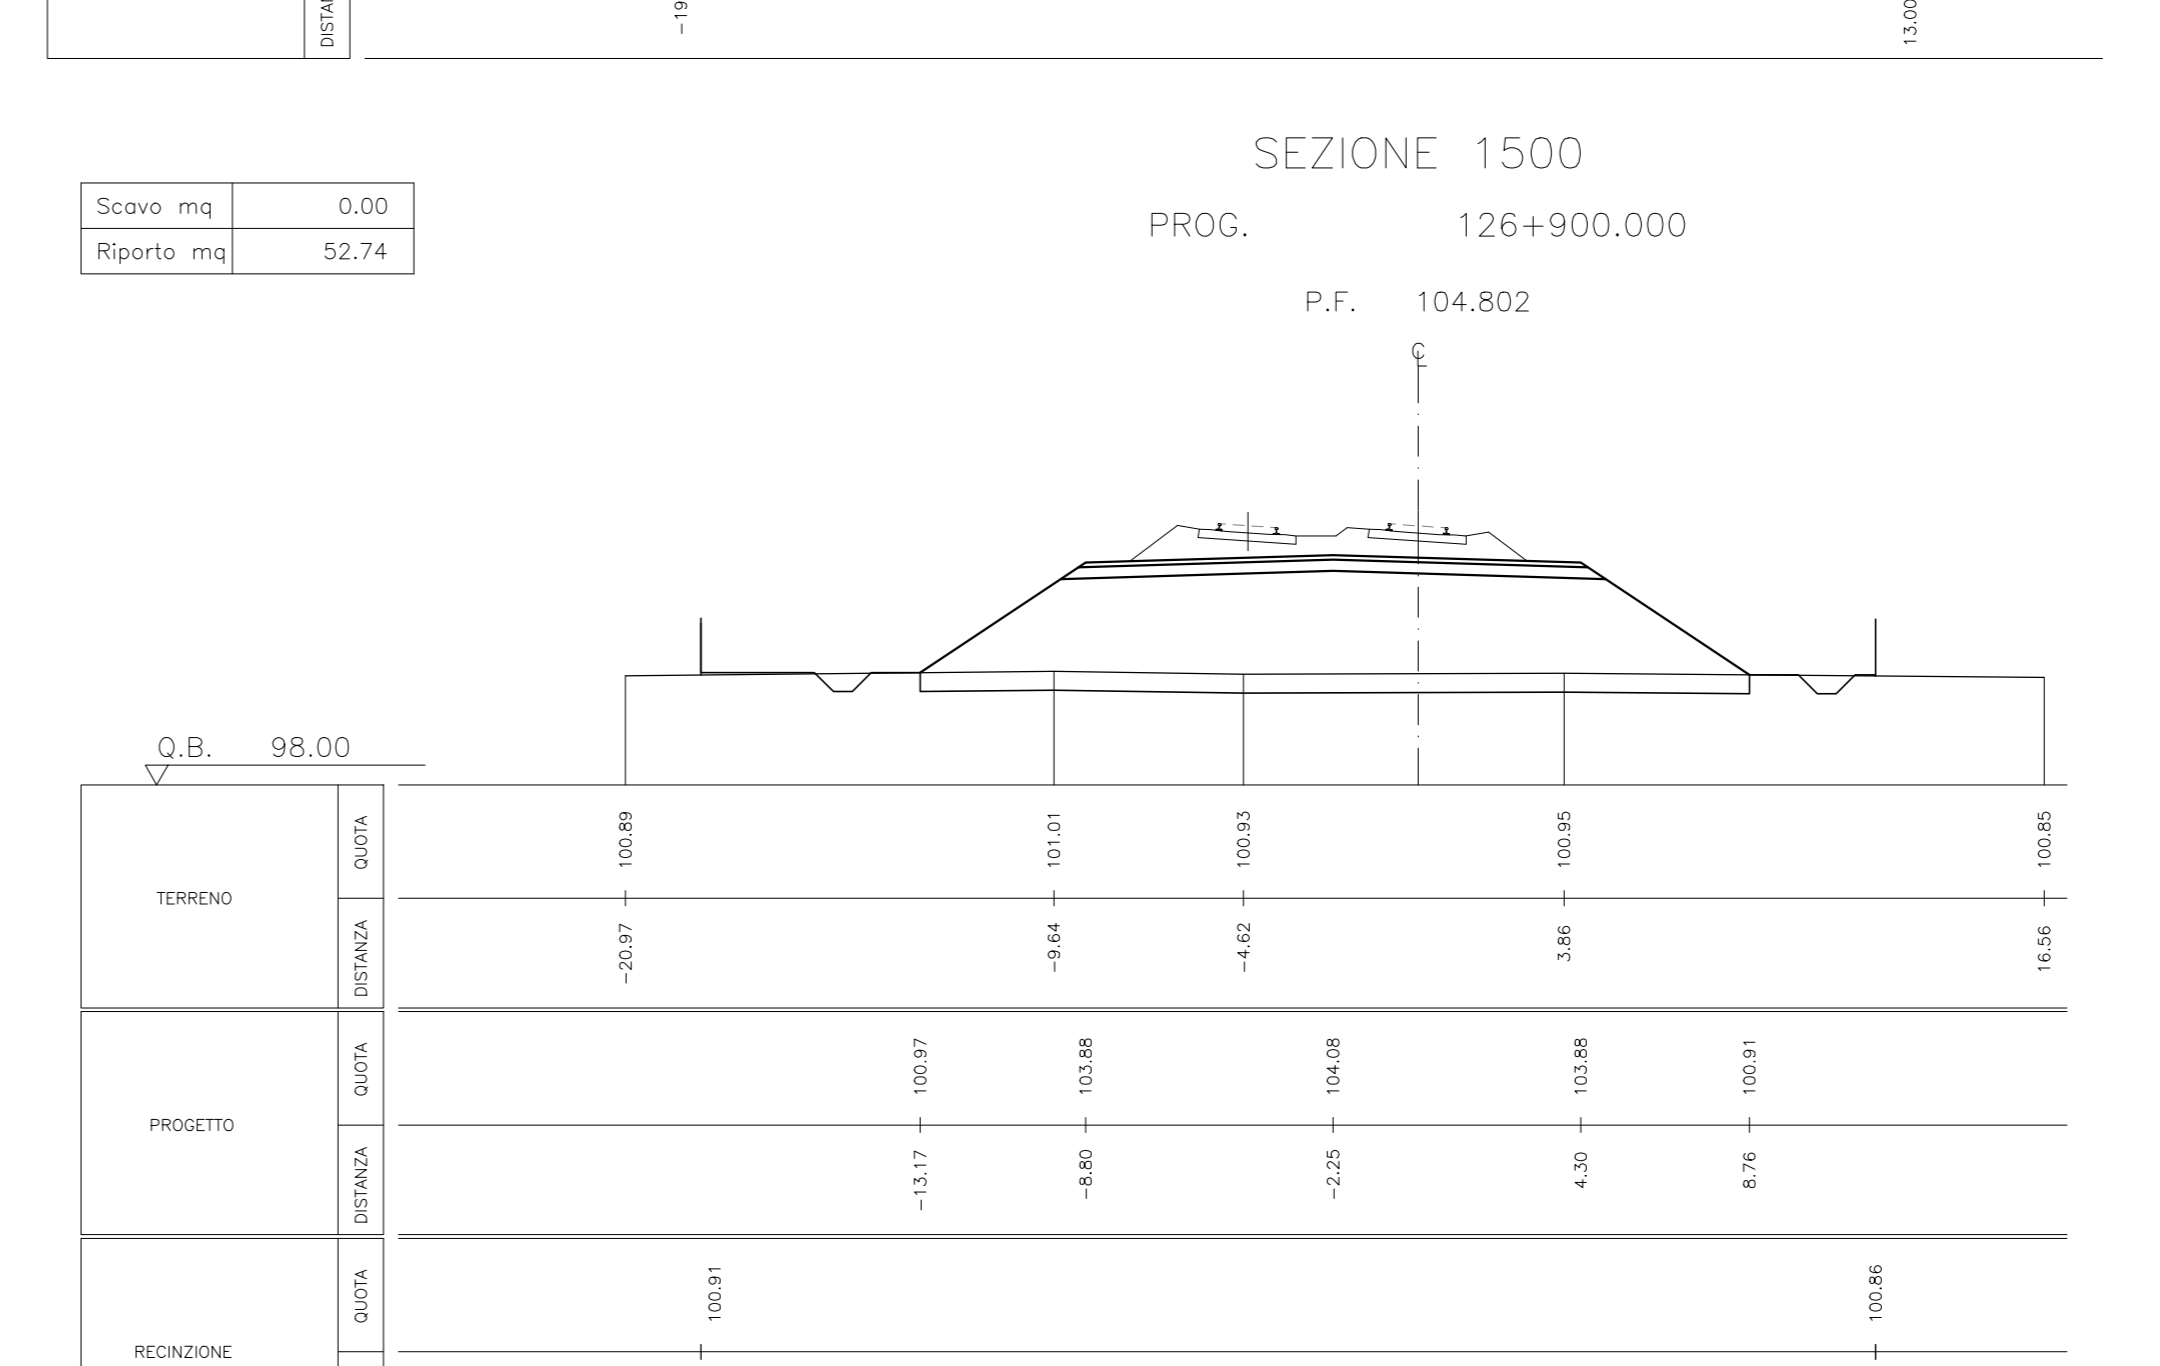 -19
13.00
SEZIONE 1500
Scavo mq 0.00
PROG. 126+900.000
Riporto mq 52.74
P.F. 104.802
Q.B. 98.00
TERRENO
QUOTA 100.89 101.01 100.93 100.95 100.85
DISTANZA -20.97 -9.64 -4.62 3.86 16.56
PROGETTO
QUOTA 100.97 103.88 104.08 103.88 100.91
DISTANZA -13.17 -8.80 -2.25 4.30 8.76
RECINZIONE
QUOTA 100.91 100.86